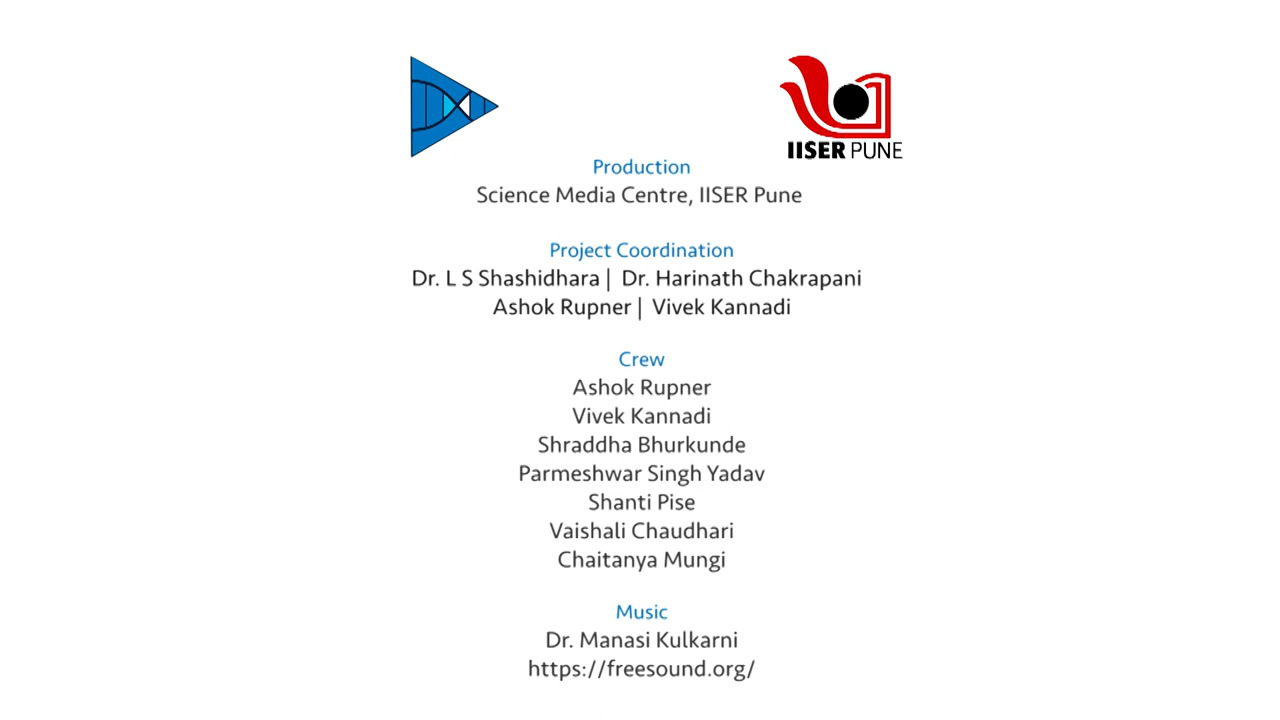 IISER PUNE
Production
Science Media Centre, IISER Pune
Project Coordination
Dr. L S Shashidhara | Dr. Harinath Chakrapani
Ashok Rupner | Vivek Kannadi
Crew
Ashok Rupner
Vivek Kannadi
Shraddha Bhurkunde
Parmeshwar Singh Yadav
Shanti Pise
Vaishali Chaudhari
Chaitanya Mungi
Music
Dr. Manasi Kulkarni
https://freesound.org/